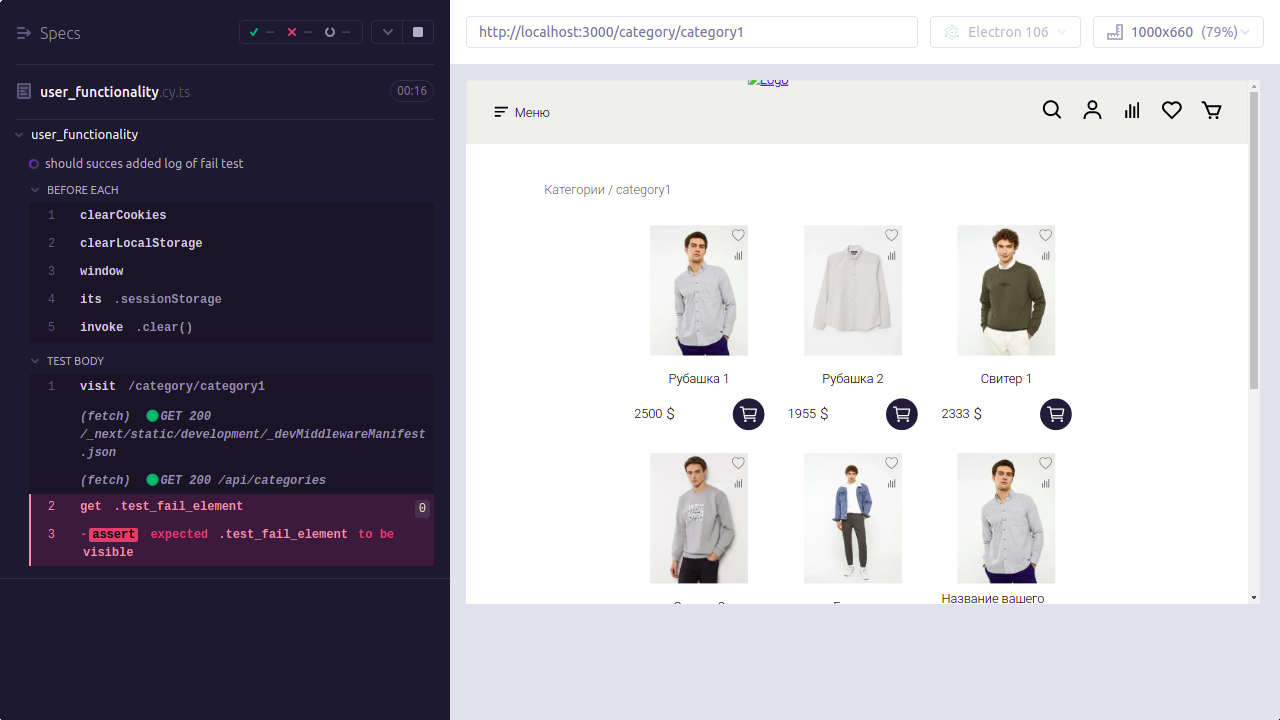 Specs
-- -- --
user_functionality.cy.ts 00:16
user_functionality
should succes added log of fail test
BEFORE EACH
1 clearCookies
2 clearLocalStorage
3 window
4 its .sessionStorage
5 invoke .clear()
TEST BODY
1 visit /category/category1
(fetch) GET 200
/_next/static/development/_devMiddlewareManifest
.json
(fetch) GET 200 /api/categories
2 get .test_fail_element 0
3 -assert expected .test_fail_element to be
visible
http://localhost:3000/category/category1
Electron 106
1000x660 (79%)
Logo
Меню
Категории / category1
Рубашка 1
Рубашка 2
Свитер 1
2500 $
1955 $
2333 $
Название вашего